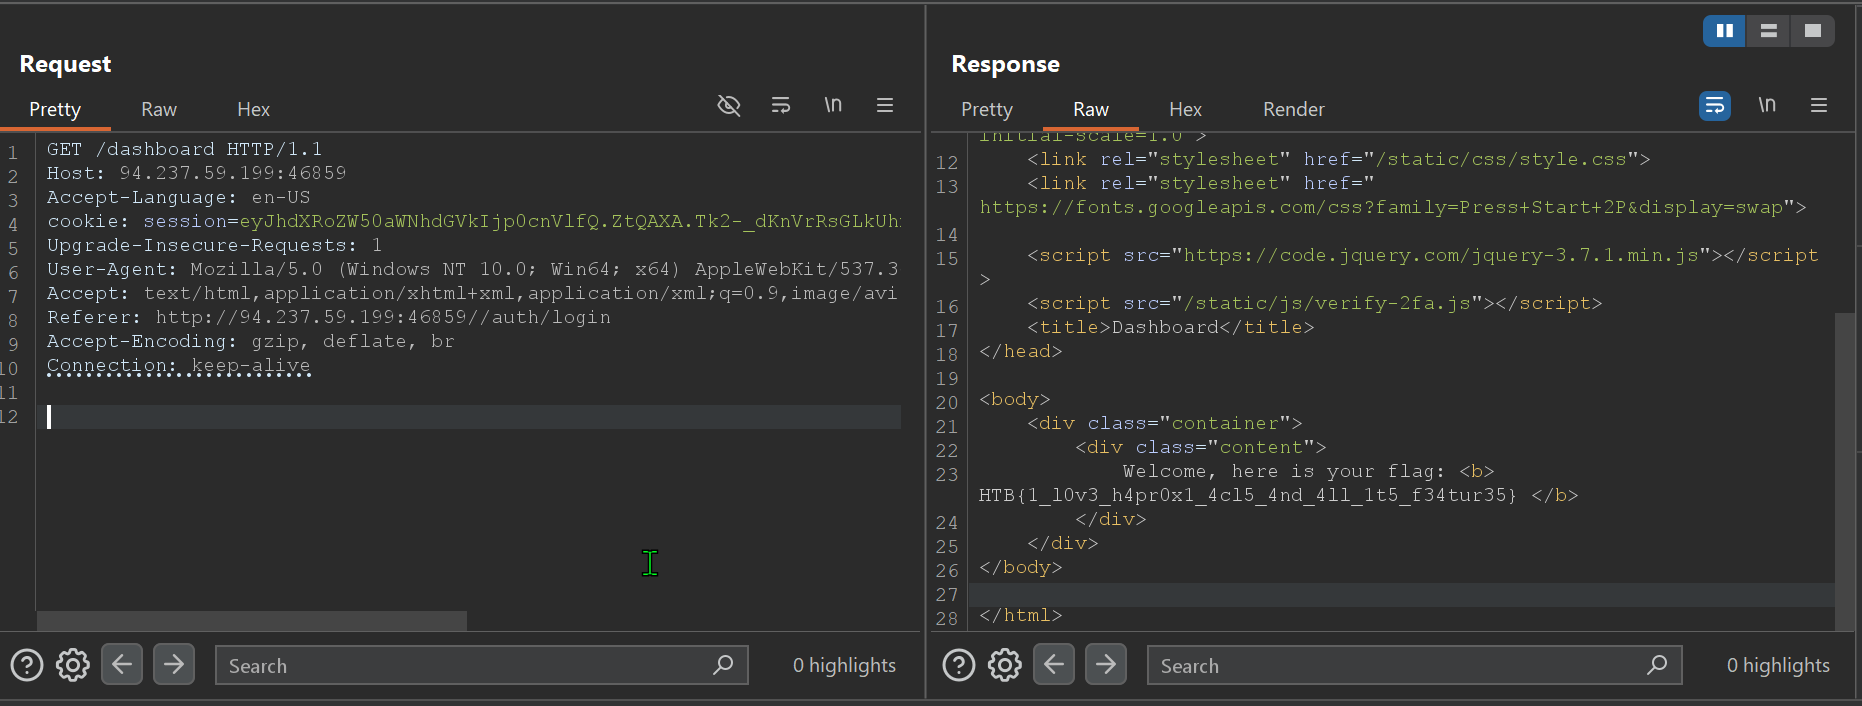 Request
Pretty Raw Hex \n
1 GET /dashboard HTTP/1.1
2 Host: 94.237.59.199:46859
3 Accept-Language: en-US
4 cookie: session=eyJhdXRoZW50aWNhdGVkIjp0cnVlfQ.ZtQAXA.Tk2-_dKnVrRsGLkUh
5 Upgrade-Insecure-Requests: 1
6 User-Agent: Mozilla/5.0 (Windows NT 10.0; Win64; x64) AppleWebKit/537.3
7 Accept: text/html,application/xhtml+xml,application/xml;q=0.9,image/avi
8 Referer: http://94.237.59.199:46859//auth/login
9 Accept-Encoding: gzip, deflate, br
10 Connection: keep-alive
11
12
Search 0 highlights
Response
Pretty Raw Hex Render \n
initial-scale=1.0">
12 <link rel="stylesheet" href="/static/css/style.css">
13 <link rel="stylesheet" href="
https://fonts.googleapis.com/css?family=Press+Start+2P&display=swap">
14
15 <script src="https://code.jquery.com/jquery-3.7.1.min.js"></script
>
16 <script src="/static/js/verify-2fa.js"></script>
17 <title>Dashboard</title>
18 </head>
19
20 <body>
21 <div class="container">
22 <div class="content">
23 Welcome, here is your flag: <b>
HTB{1_l0v3_h4pr0x1_4cl5_4nd_4ll_1t5_f34tur35} </b>
24 </div>
25 </div>
26 </body>
27
28 </html>
Search 0 highlights